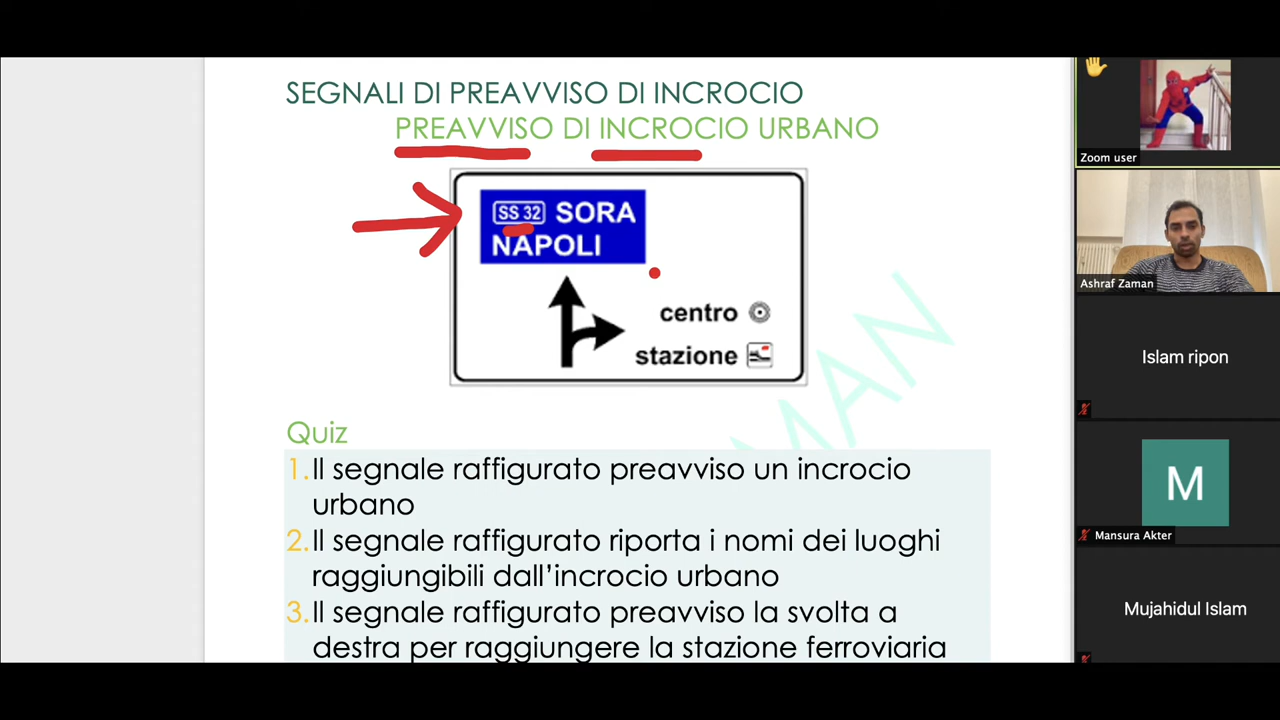 SEGNALI DI PREAVVISO DI INCROCIO
PREAVVISO DI INCROCIO URBANO
SS 32 SORA
NAPOLI
centro
stazione
MAN
Quiz
1. Il segnale raffigurato preavviso un incrocio
urbano
2. Il segnale raffigurato riporta i nomi dei luoghi
raggiungibili dall’incrocio urbano
3. Il segnale raffigurato preavviso la svolta a
destra per raggiungere la stazione ferroviaria
Zoom user
Ashraf Zaman
Islam ripon
M
Mansura Akter
Mujahidul Islam